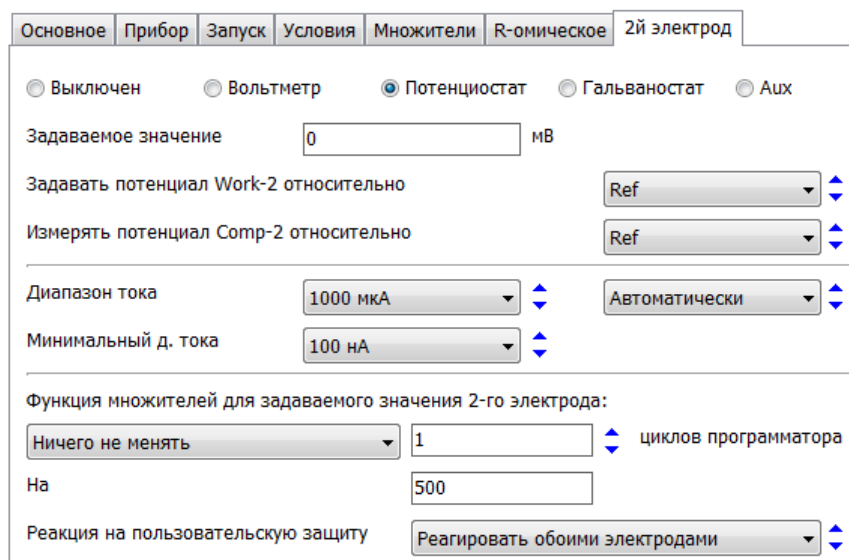 Основное Прибор Запуск Условия Множители R-омическое 2й электрод
Выключен Вольтметр Потенциостат Гальваностат Aux
Задаваемое значение 0 мВ
Задавать потенциал Work-2 относительно Ref
Измерять потенциал Comp-2 относительно Ref
Диапазон тока 1000 мкА Автоматически
Минимальный д. тока 100 нА
Функция множителей для задаваемого значения 2-го электрода:
Ничего не менять 1 циклов программатора
На 500
Реакция на пользовательскую защиту Реагировать обоими электродами